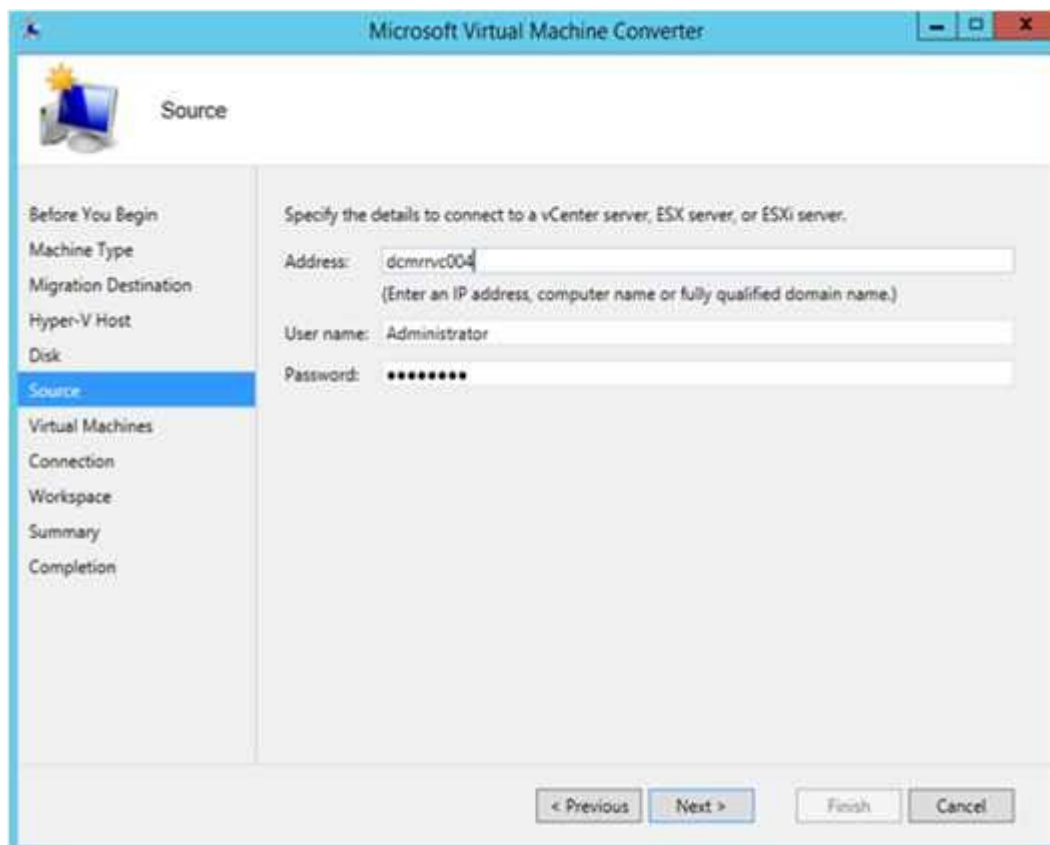 Microsoft Virtual Machine Converter
Source
Before You Begin
Machine Type
Migration Destination
Hyper-V Host
Disk
Source
Virtual Machines
Connection
Workspace
Summary
Completion
Specify the details to connect to a vCenter server, ESX server, or ESXi server.
Address: dcmrrvc004
(Enter an IP address, computer name or fully qualified domain name.)
User name: Administrator
Password: ●●●●●●●●
< Previous Next > Finish Cancel